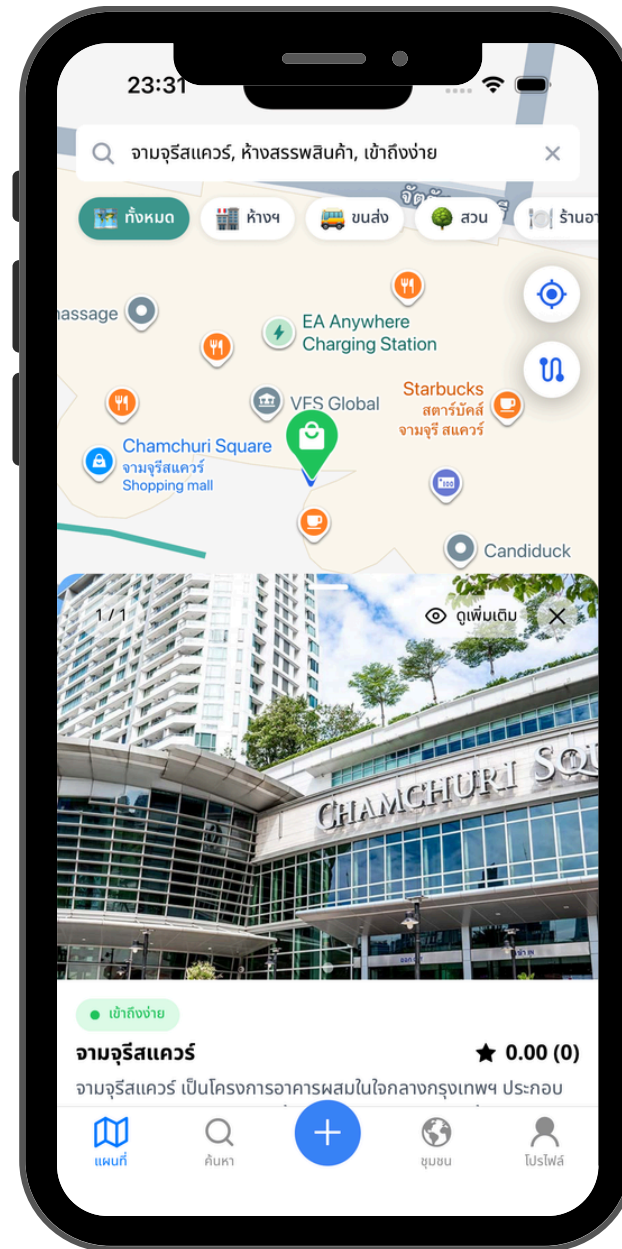 23:31
จามจุรีสแควร์, ห้างสรรพสินค้า, เข้าถึงง่าย
ทั้งหมด
ห้างฯ
ขนส่ง
สวน
ร้านอา
massage
EA Anywhere
Charging Station
VFS Global
Starbucks
สตาร์บัคส์
จามจุรี สแควร์
Chamchuri Square
จามจุรีสแควร์
Shopping mall
Candiduck
1 / 1
ดูเพิ่มเติม
CHAMCHURI SQU
เข้าถึงง่าย
จามจุรีสแควร์
0.00 (0)
จามจุรีสแควร์ เป็นโครงการอาคารผสมในใจกลางกรุงเทพฯ ประกอบ
แผนที่
ค้นหา
ชุมชน
โปรไฟล์